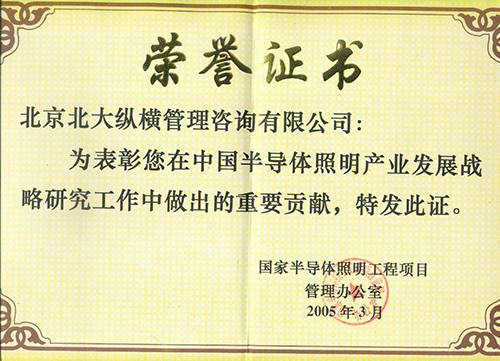 荣誉证书
北京北大纵横管理咨询有限公司：
为表彰您在中国半导体照明产业发展战
略研究工作中做出的重要贡献，特发此证。
国家半导体照明工程项目
管理办公室
2005年3月